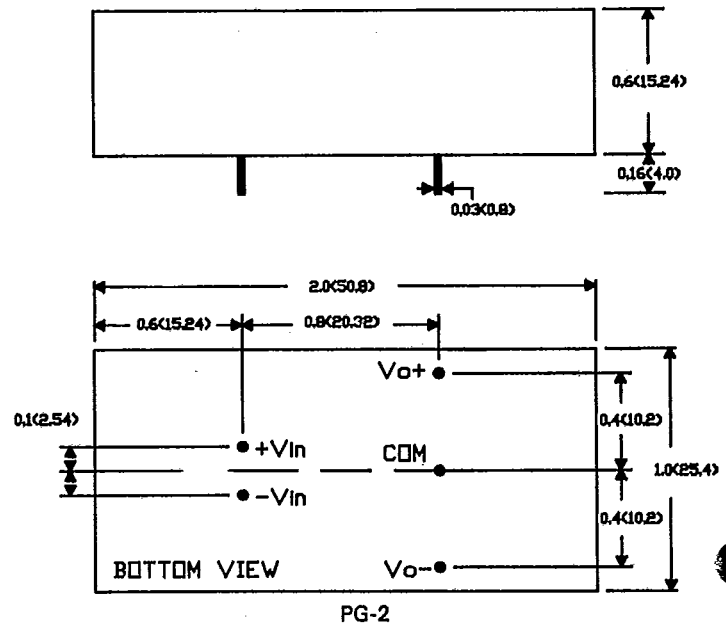 0.6(15.24)
0.16(4.0)
0.03(0.8)
2.0(50.8)
0.6(15.24)
0.8(20.32)
Vo+
0.1(2.54)
0.4(10.2)
+Vin
COM
1.0(25.4)
-Vin
0.4(10.2)
BOTTOM VIEW
Vo-
PG-2